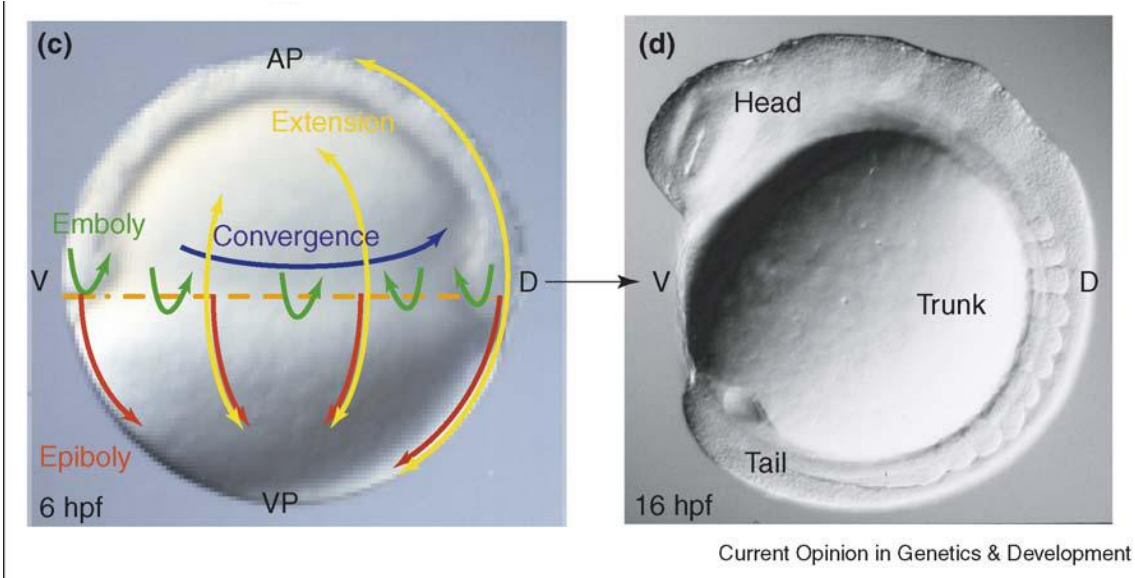 (c)
AP
Extension
Emboly
Convergence
V
D
Epiboly
6 hpf
VP
(d)
Head
V
D
Trunk
Tail
16 hpf
Current Opinion in Genetics & Development